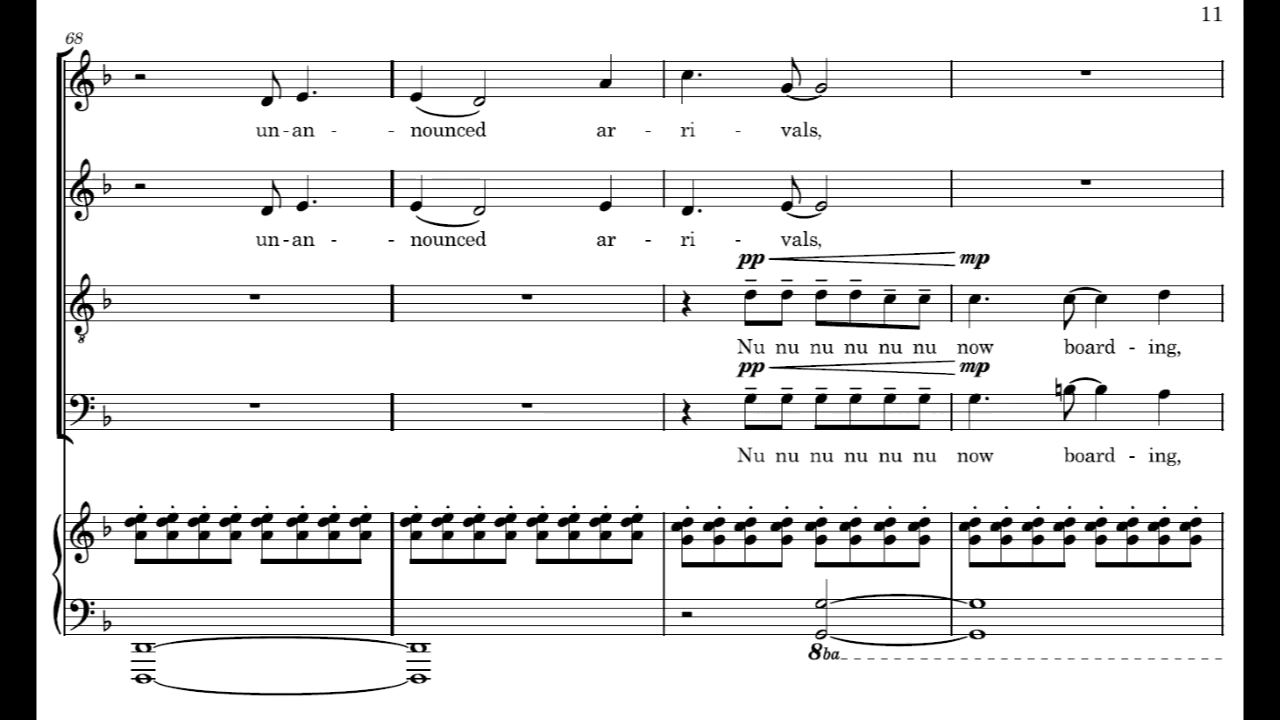 11
68
un - an - - nounced ar - ri - vals,
un - an - - nounced ar - ri - vals,
pp mp
Nu nu nu nu nu nu now board - ing,
pp mp
Nu nu nu nu nu nu now board - ing,
8ba